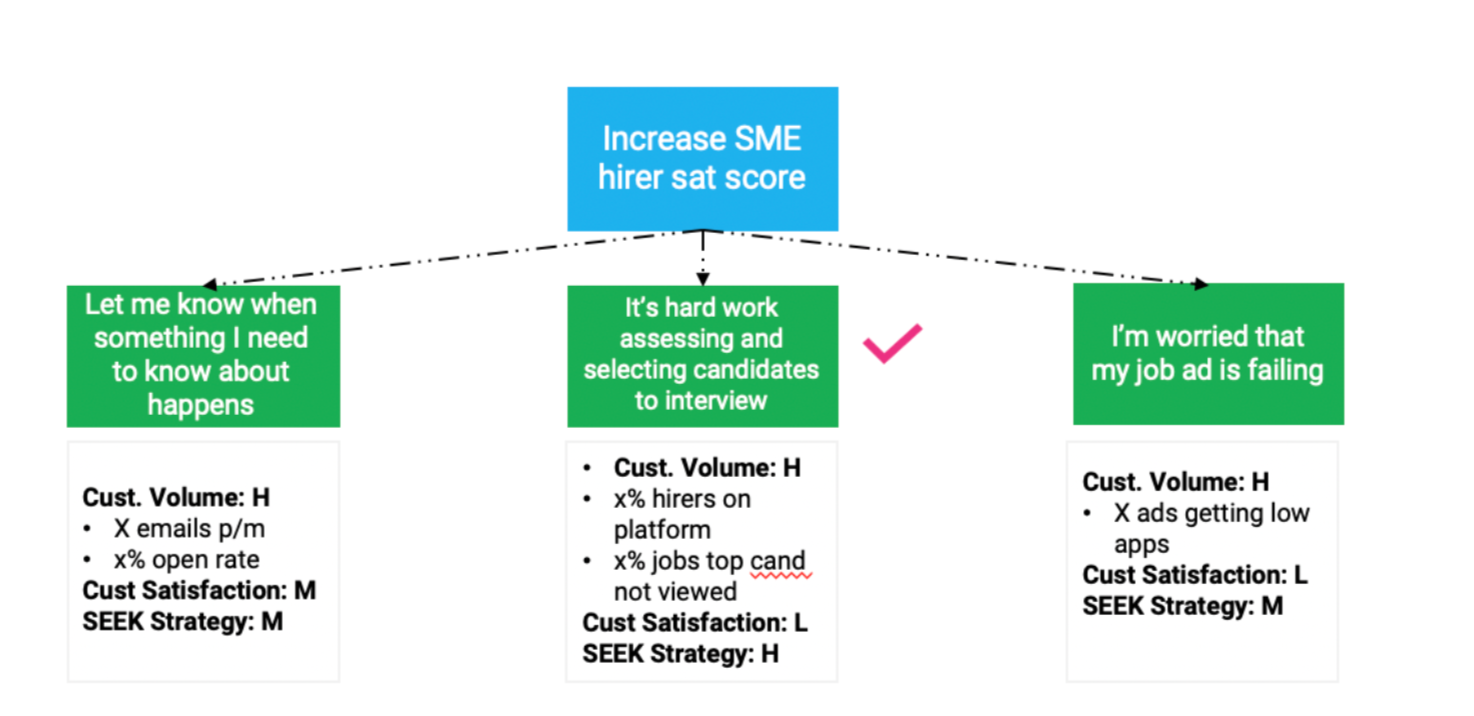 Increase SME
hirer sat score
Let me know when
something I need
to know about
happens
It’s hard work
assessing and
selecting candidates
to interview
I’m worried that
my job ad is failing
Cust. Volume: H
• X emails p/m
• x% open rate
Cust Satisfaction: M
SEEK Strategy: M
• Cust. Volume: H
• x% hirers on
platform
• x% jobs top cand
not viewed
Cust Satisfaction: L
SEEK Strategy: H
Cust. Volume: H
• X ads getting low
apps
Cust Satisfaction: L
SEEK Strategy: M